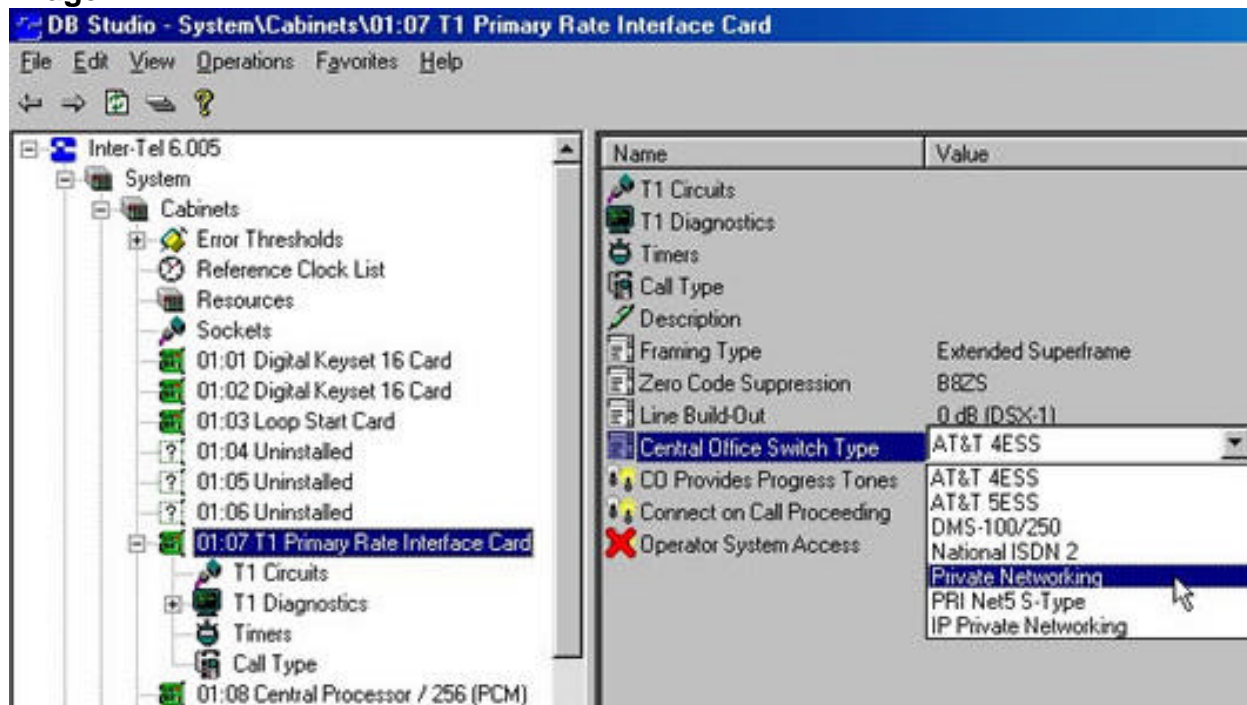 DB Studio - System\Cabinets\01:07 T1 Primary Rate Interface Card
File Edit View Operations Favorites Help
Inter-Tel 6.005
System
Cabinets
Error Thresholds
Reference Clock List
Resources
Sockets
01:01 Digital Keyset 16 Card
01:02 Digital Keyset 16 Card
01:03 Loop Start Card
01:04 Uninstalled
01:05 Uninstalled
01:06 Uninstalled
01:07 T1 Primary Rate Interface Card
T1 Circuits
T1 Diagnostics
Timers
Call Type
01:08 Central Processor / 256 (PCM)
Name Value
T1 Circuits
T1 Diagnostics
Timers
Call Type
Description
Framing Type Extended Superframe
Zero Code Suppression B8ZS
Line Build-Out 0 dB (DSX-1)
Central Office Switch Type AT&T 4ESS
CO Provides Progress Tones
Connect on Call Proceeding
Operator System Access
AT&T 4ESS
AT&T 5ESS
DMS-100/250
National ISDN 2
Private Networking
PRI Net5 S-Type
IP Private Networking